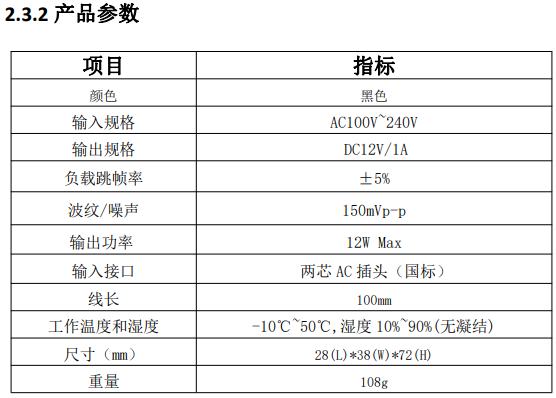 2.3.2 产品参数
项目 指标
颜色 黑色
输入规格 AC100V~240V
输出规格 DC12V/1A
负载跳帧率 ±5%
波纹/噪声 150mVp-p
输出功率 12W Max
输入接口 两芯 AC 插头（国标）
线长 100mm
工作温度和湿度 -10℃~50℃,湿度 10%~90%(无凝结)
尺寸（mm） 28(L)*38(W)*72(H)
重量 108g